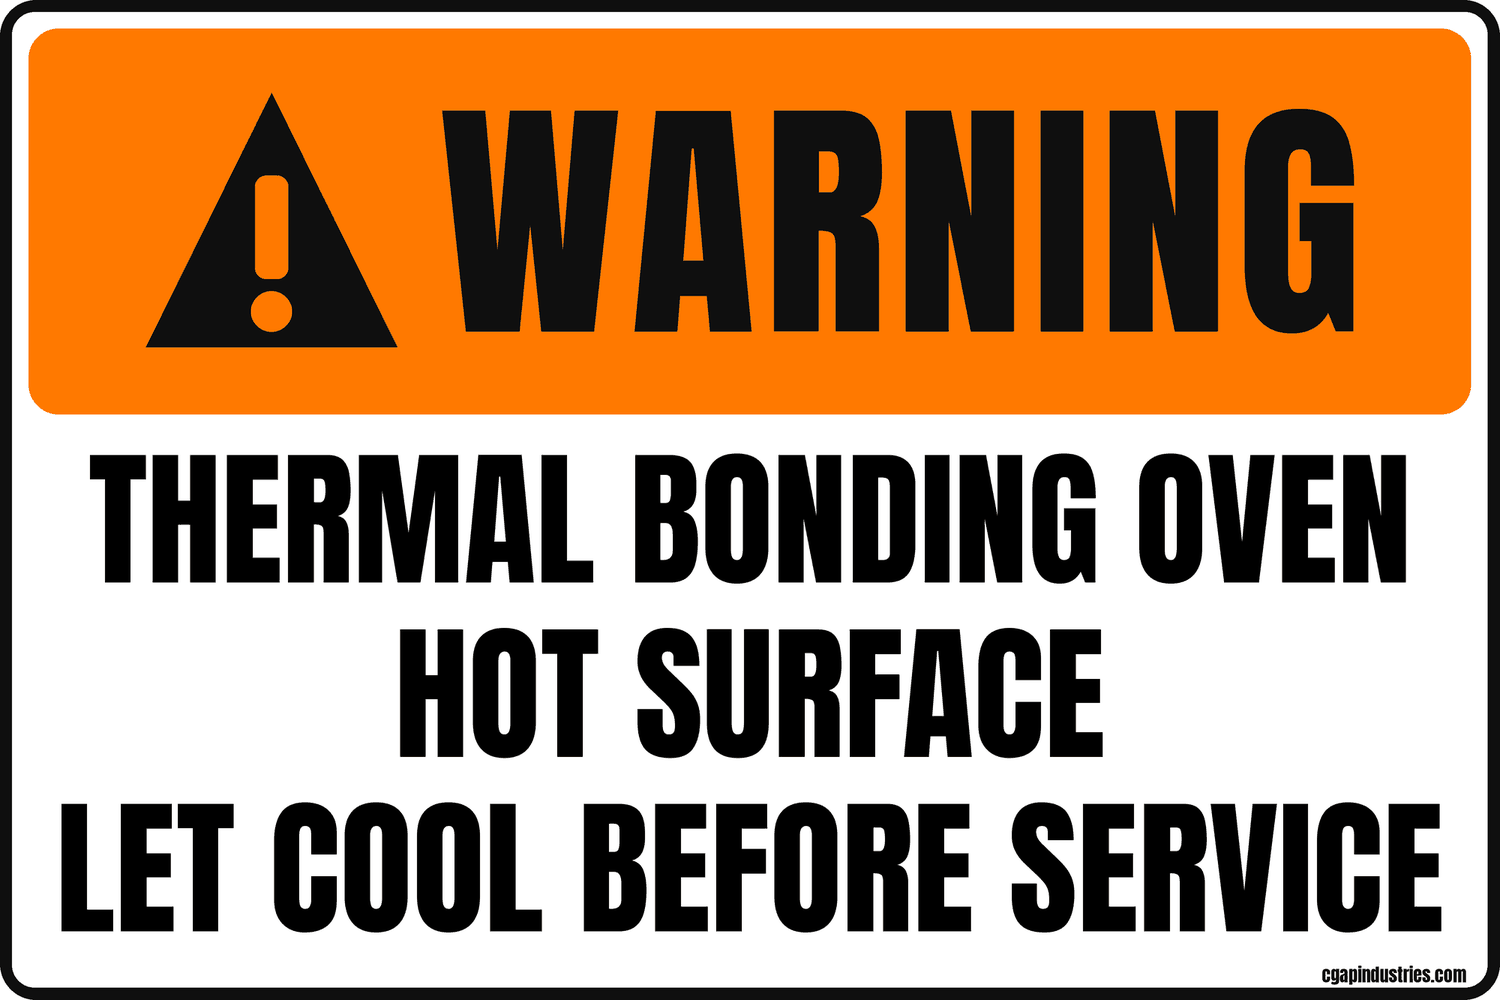 WARNING
THERMAL BONDING OVEN
HOT SURFACE
LET COOL BEFORE SERVICE
cgapindustries.com